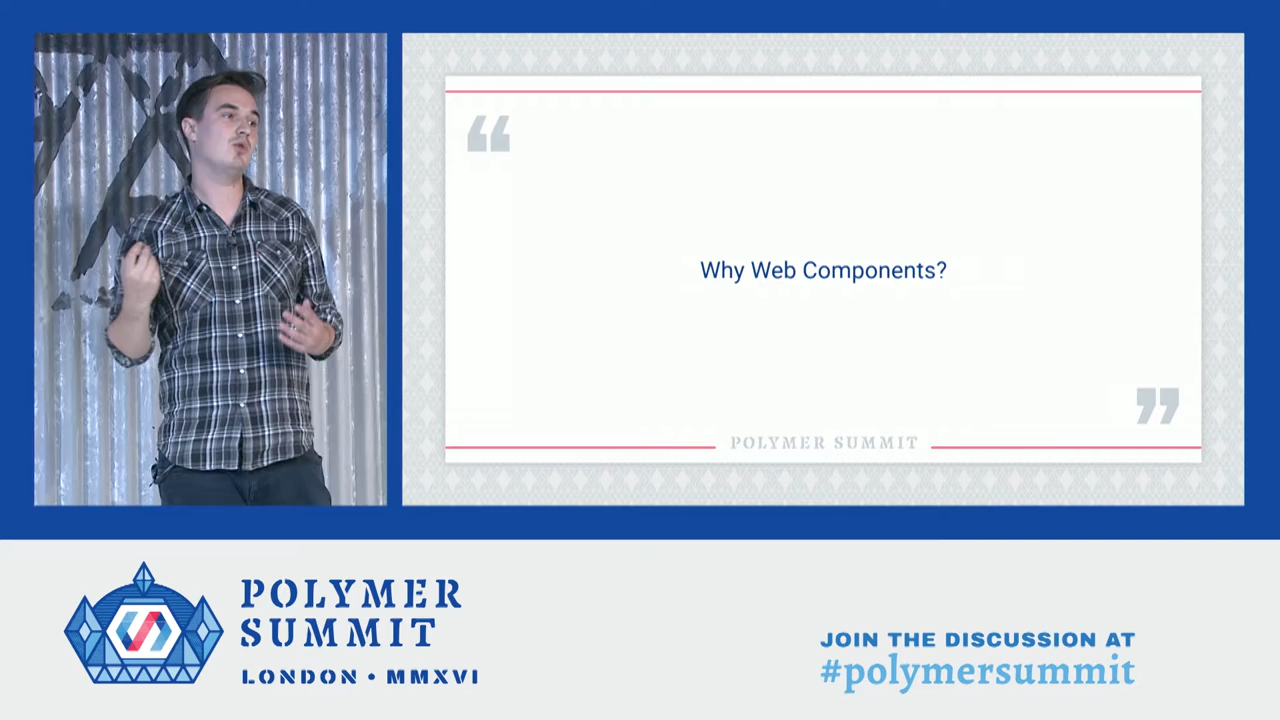 “
Why Web Components?
”
POLYMER SUMMIT
POLYMER
SUMMIT
LONDON • MMXVI
JOIN THE DISCUSSION AT
#polymersummit